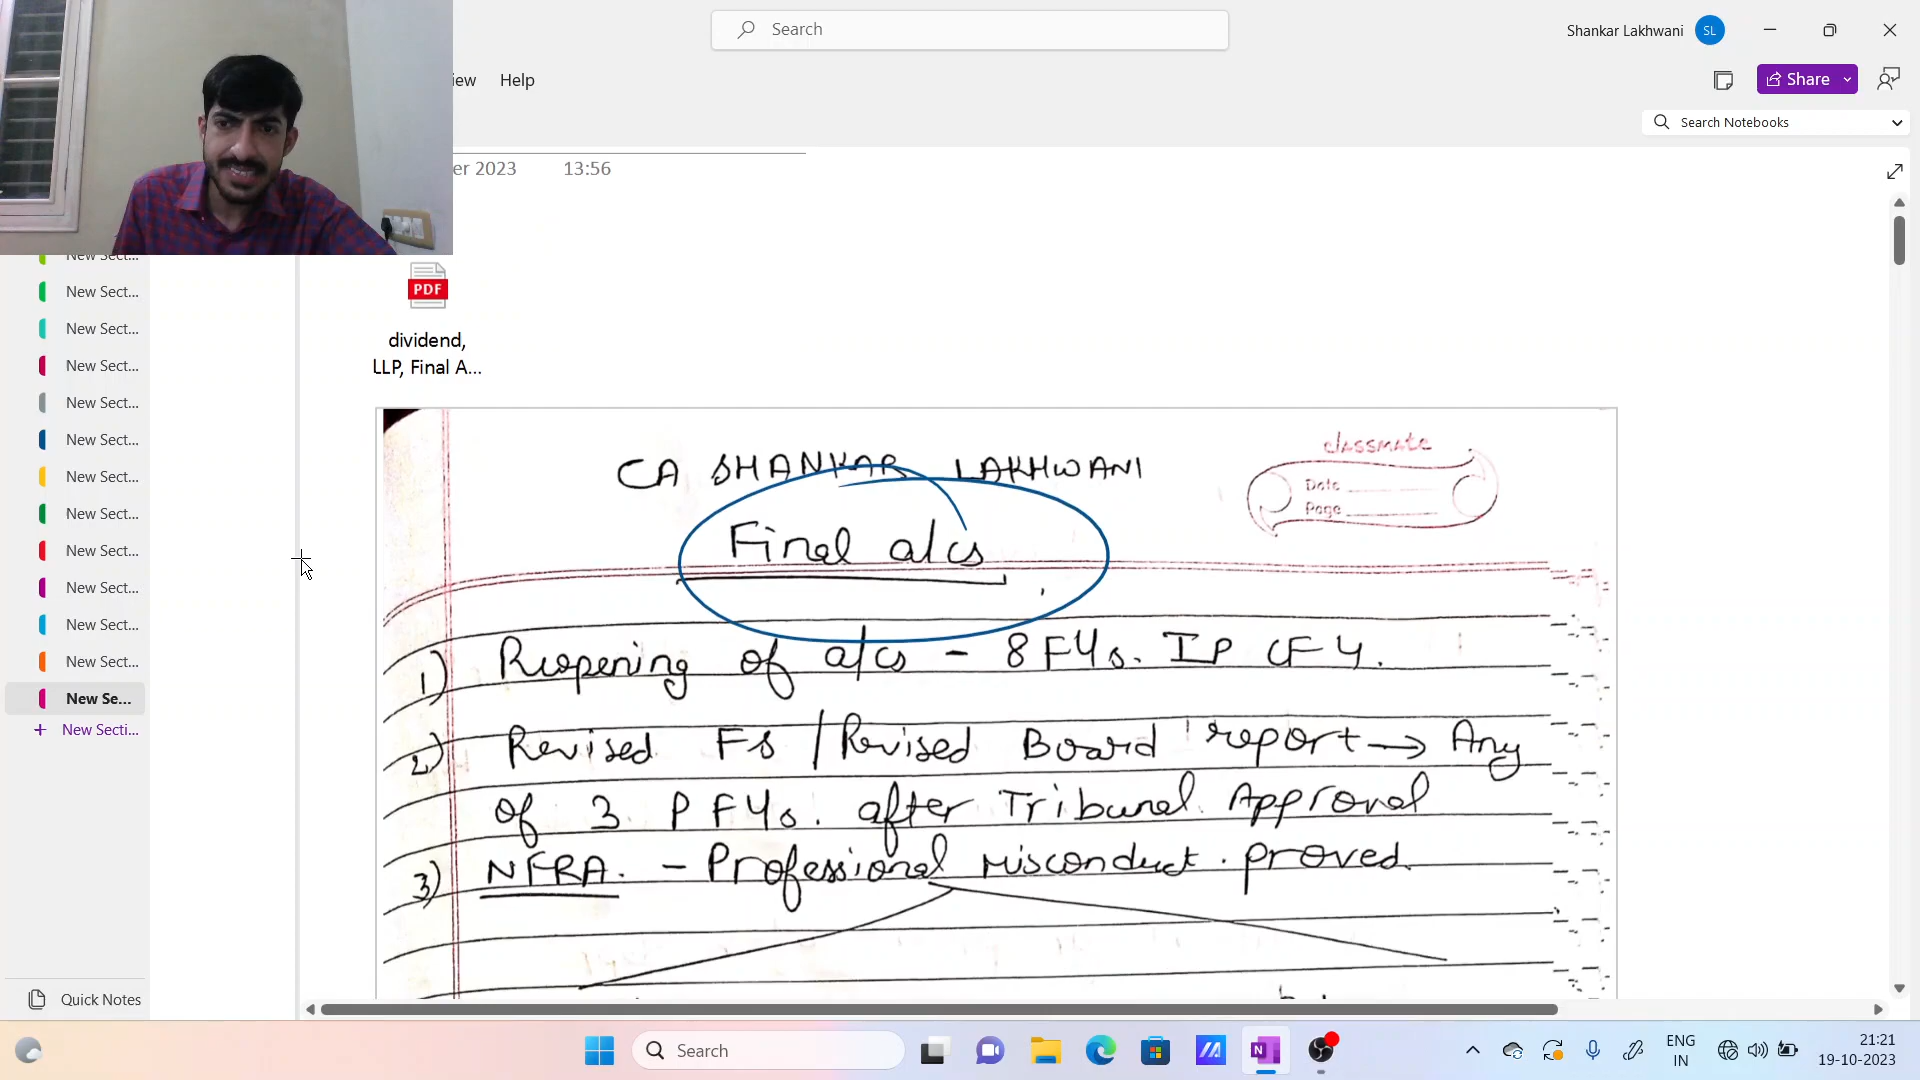 Search
Shankar Lakhwani
SL
iew
Help
Share
Search Notebooks
er 2023
13:56
New Sect...
New Sect...
New Sect...
New Sect...
New Sect...
New Sect...
New Sect...
New Sect...
New Sect...
New Sect...
New Sect...
New Sect...
New Se...
New Secti...
Quick Notes
PDF
dividend,
LLP, Final A...
classmate
Date
Page
CA SHANKAR LAKHWANI
Final a/cs
1) Reopening of a/cs - 8 FYs. IP CFY.
2) Revised FS / Revised Board report → Any
of 3 PFYs. after Tribunal Approval
3) NFRA. - Professional misconduct. proved.
Search
ENG
IN
21:21
19-10-2023